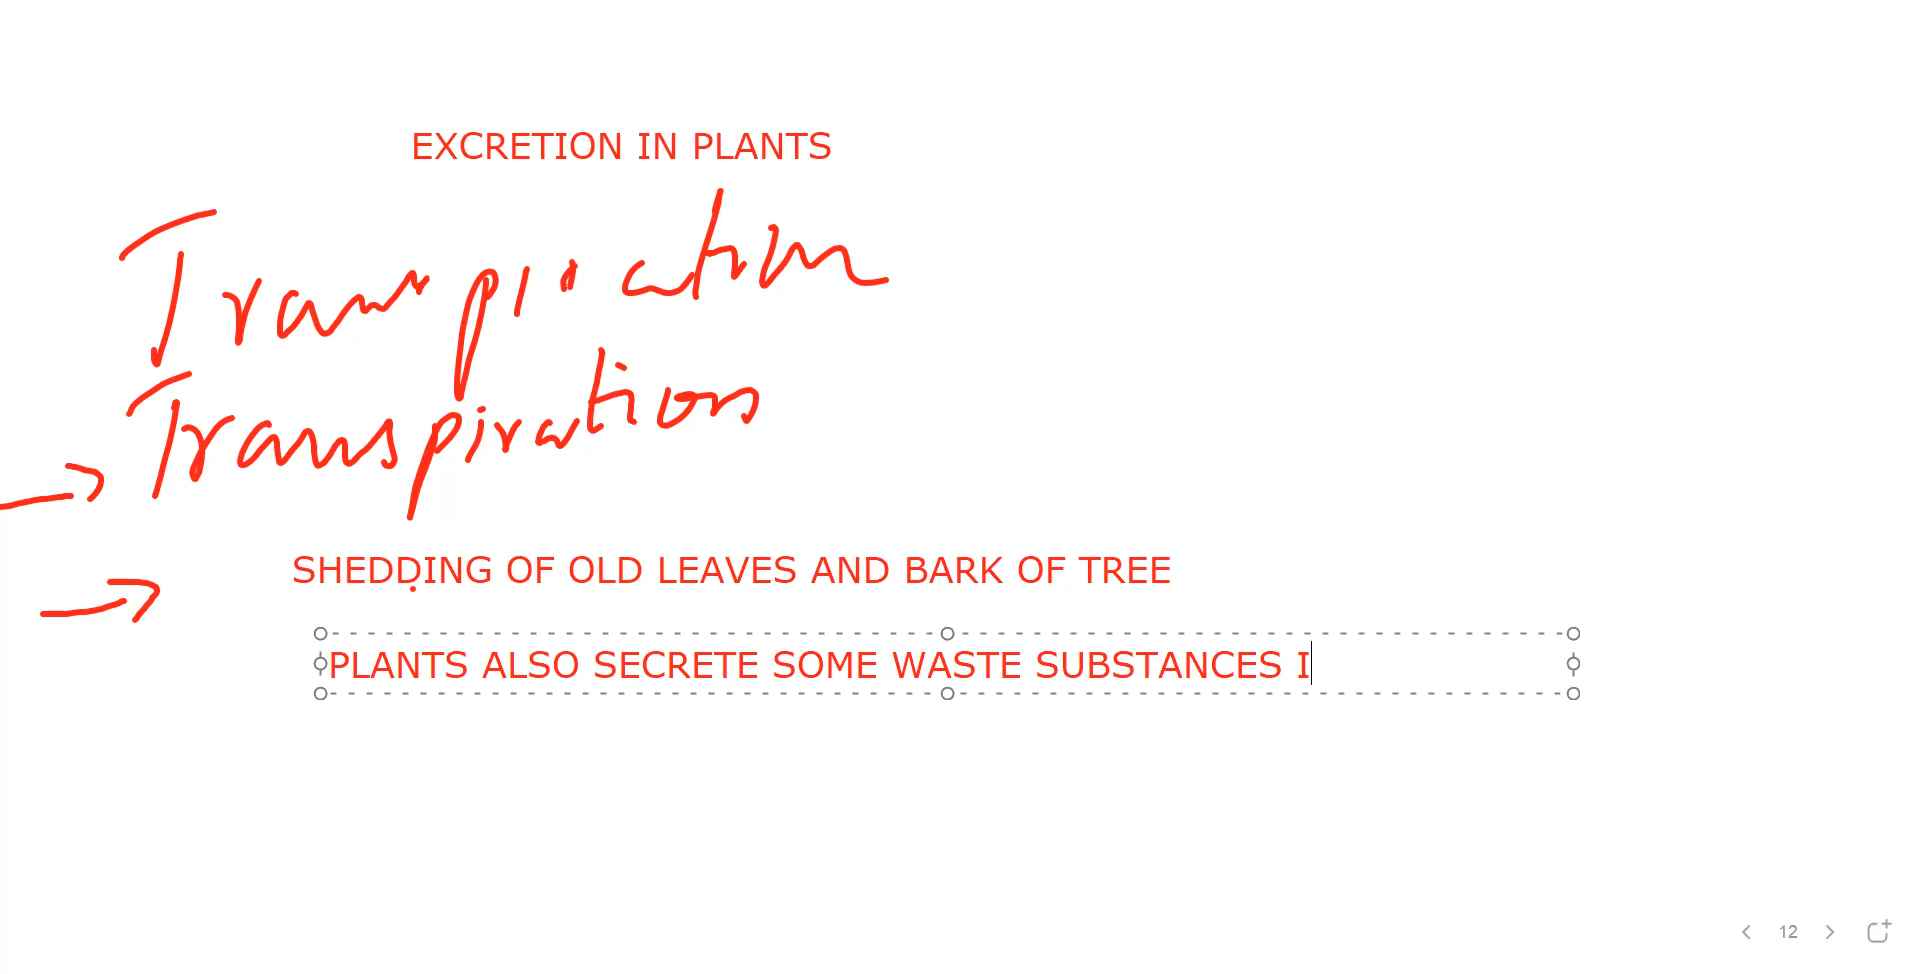 EXCRETION IN PLANTS
Transpiration
Transpirations
SHEDDING OF OLD LEAVES AND BARK OF TREE
PLANTS ALSO SECRETE SOME WASTE SUBSTANCES I
12